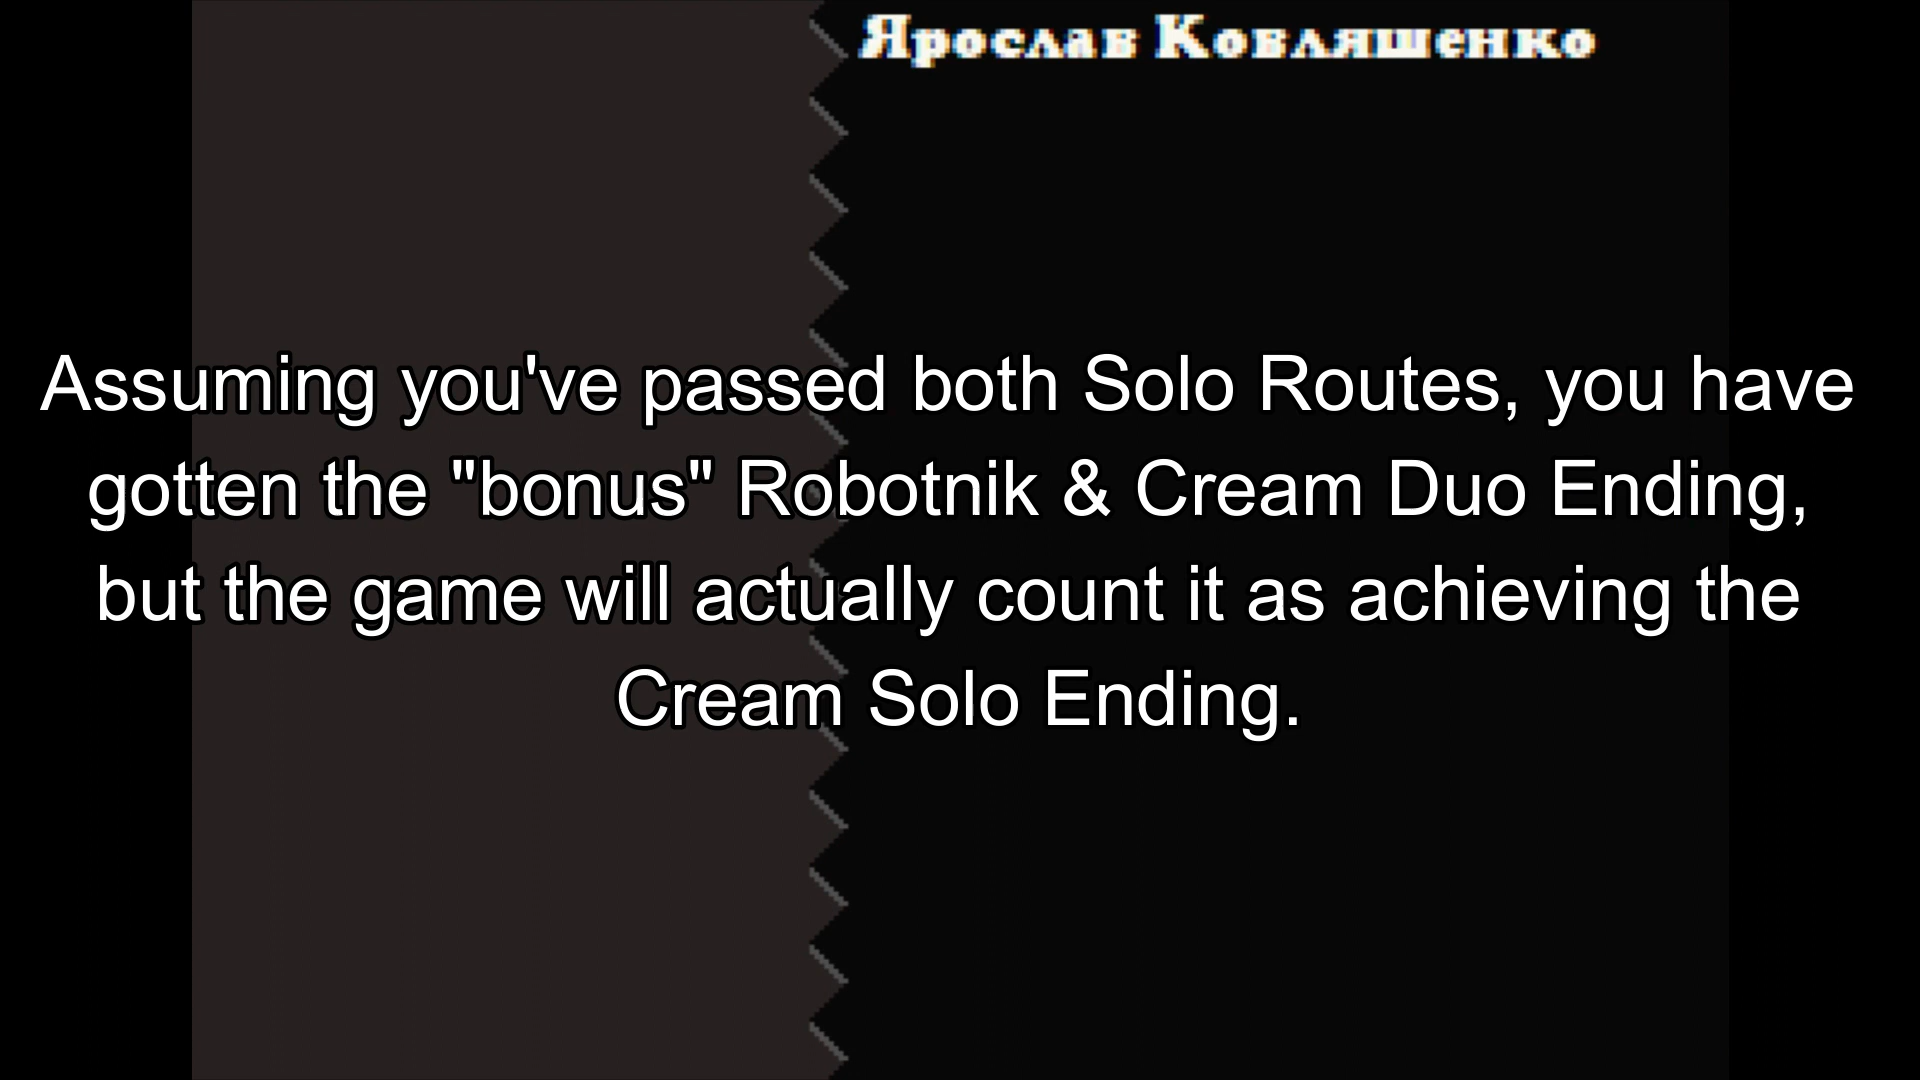 Ярослав Ковляшенко
Assuming you've passed both Solo Routes, you have
gotten the "bonus" Robotnik & Cream Duo Ending,
but the game will actually count it as achieving the
Cream Solo Ending.